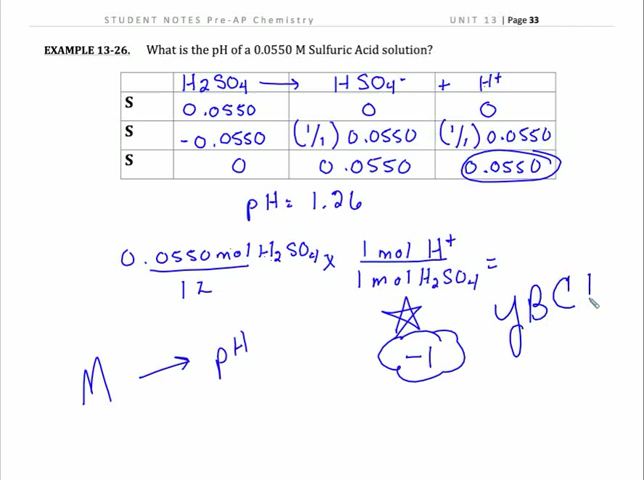 STUDENT NOTES Pre-AP Chemistry UNIT 13 | Page 33
EXAMPLE 13-26. What is the pH of a 0.0550 M Sulfuric Acid solution?
H2SO4 → HSO4⁻ + H⁺
S 0.0550 0 0
S -0.0550 (1/1) 0.0550 (1/1) 0.0550
S 0 0.0550 0.0550
pH = 1.26
0.0550 mol H2SO4 x 1 mol H⁺ =
1L 1 mol H2SO4
YBC!
-1
M → pH